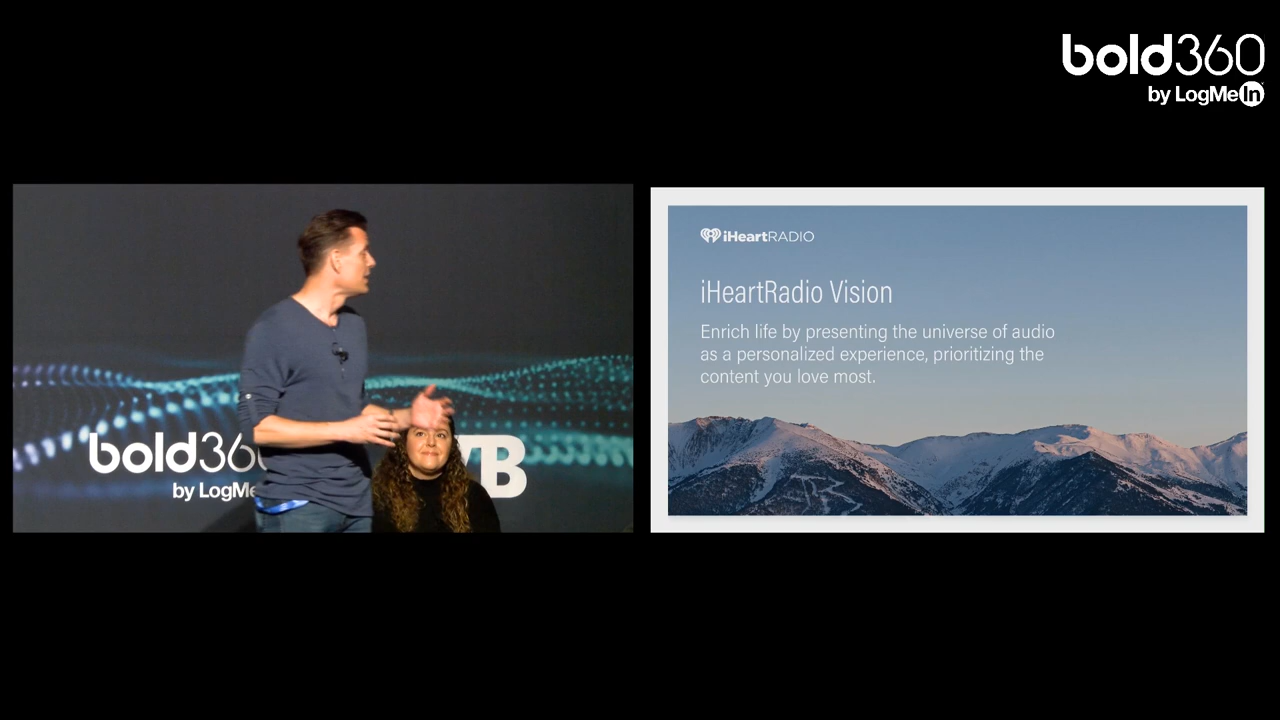 bold360
by LogMeIn
bold360
by LogMe
VB
iHeartRADIO
iHeartRadio Vision
Enrich life by presenting the universe of audio
as a personalized experience, prioritizing the
content you love most.